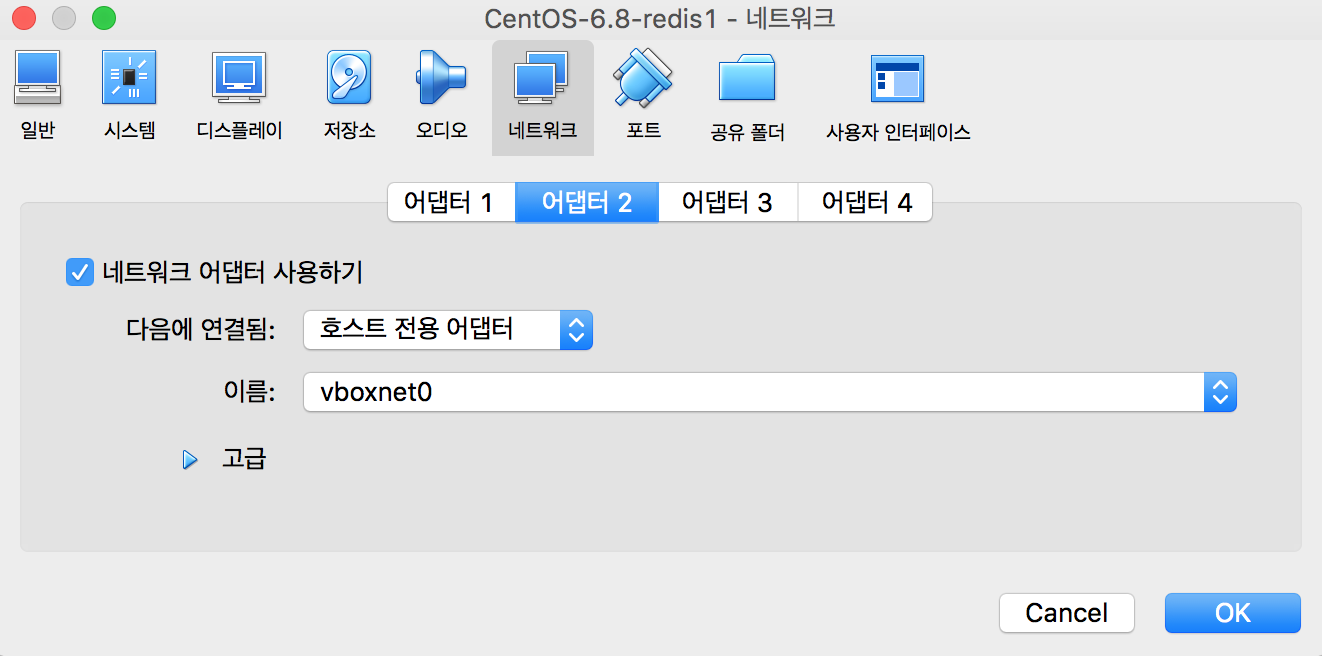 CentOS-6.8-redis1 - 네트워크
일반 시스템 디스플레이 저장소 오디오 네트워크 포트 공유 폴더 사용자 인터페이스
어댑터 1 어댑터 2 어댑터 3 어댑터 4
네트워크 어댑터 사용하기
다음에 연결됨: 호스트 전용 어댑터
이름: vboxnet0
고급
Cancel OK